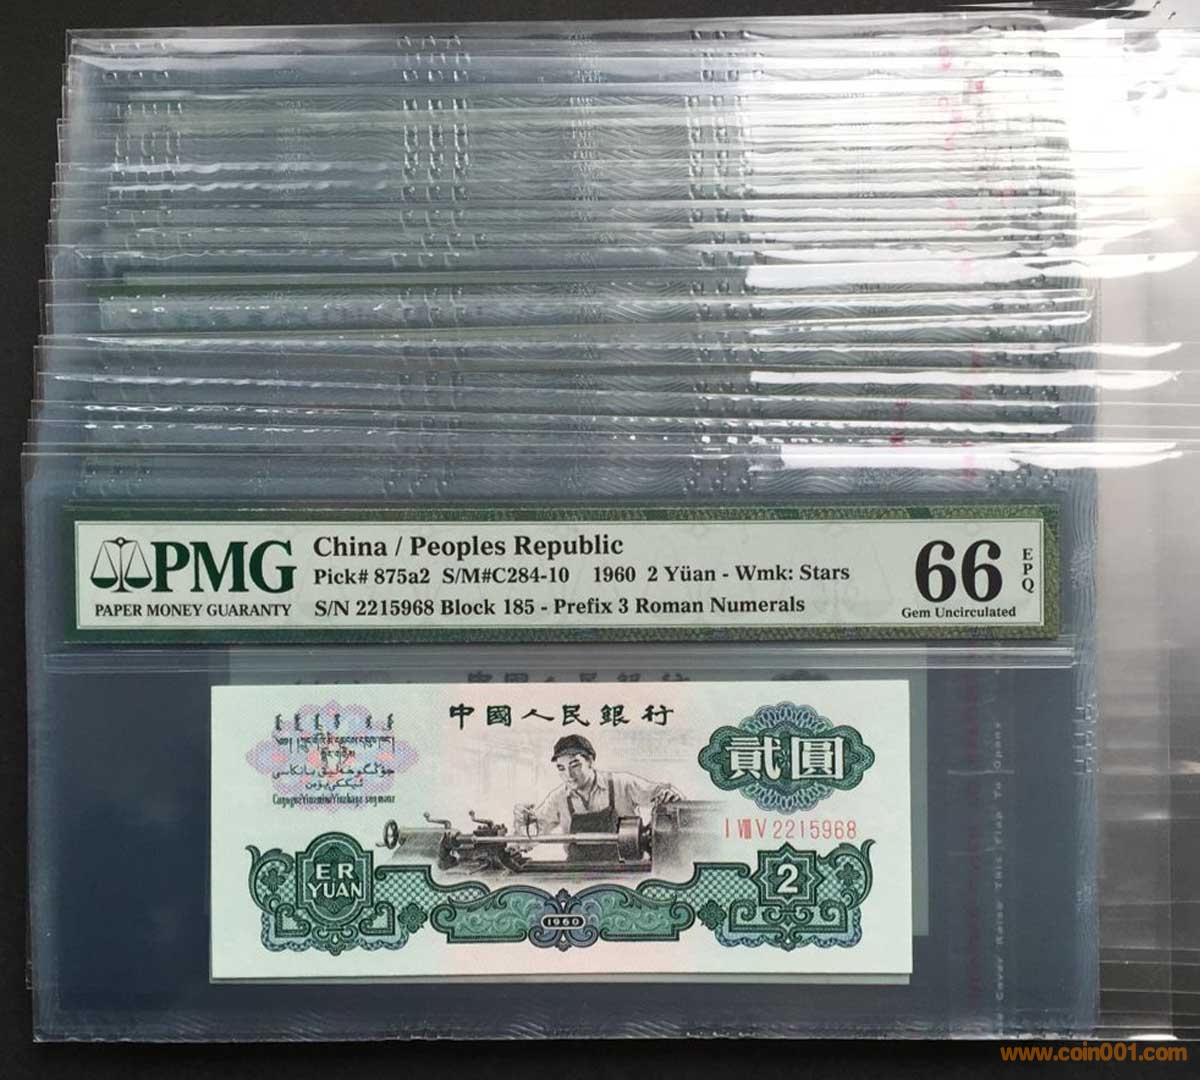 PMG
PAPER MONEY GUARANTY
China / Peoples Republic
Pick# 875a2 S/M#C284-10 1960 2 Yüan - Wmk: Stars
S/N 2215968 Block 185 - Prefix 3 Roman Numerals
66
EPQ
Gem Uncirculated
中國人民銀行
貳圓
I VIII V 2215968
ER
YUAN
2
1960
www.coin001.com